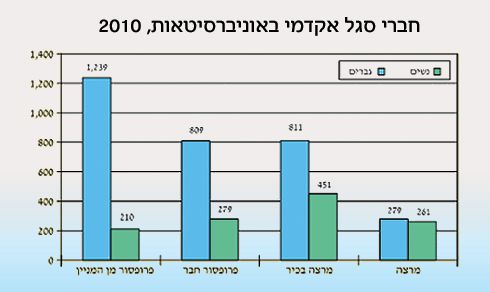 חברי סגל אקדמי באוניברסיטאות, 2010
נשים גברים
1,400
1,200
1,000
800
600
400
200
0
1,239
210
809
279
811
451
279
261
פרופסור מן המניין
פרופסור חבר
מרצה בכיר
מרצה